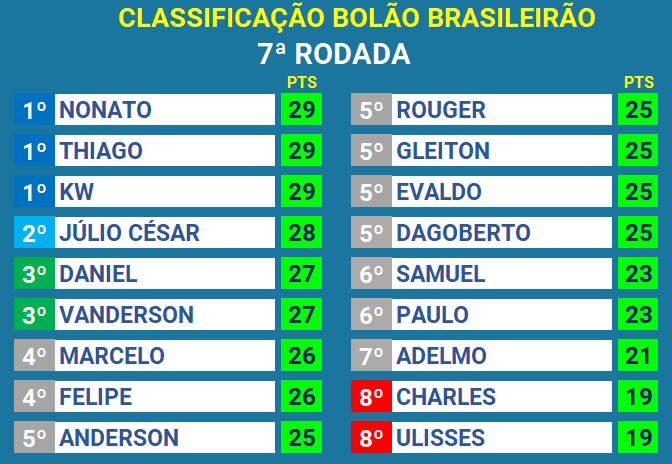 CLASSIFICAÇÃO BOLÃO BRASILEIRÃO
7ª RODADA
PTS
1º NONATO 29
1º THIAGO 29
1º KW 29
2º JÚLIO CÉSAR 28
3º DANIEL 27
3º VANDERSON 27
4º MARCELO 26
4º FELIPE 26
5º ANDERSON 25
PTS
5º ROUGER 25
5º GLEITON 25
5º EVALDO 25
5º DAGOBERTO 25
6º SAMUEL 23
6º PAULO 23
7º ADELMO 21
8º CHARLES 19
8º ULISSES 19